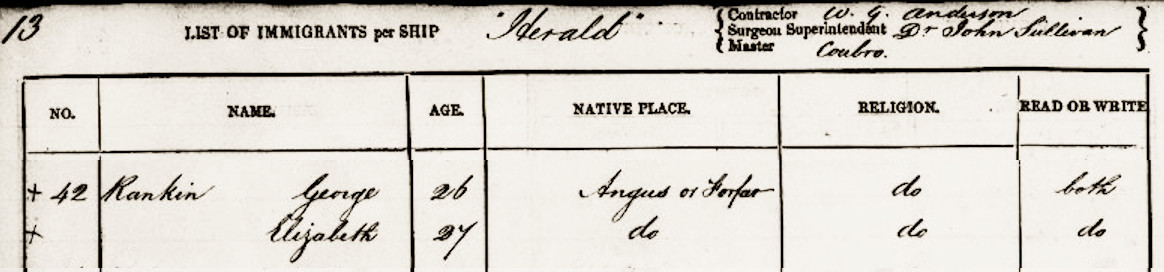 13 LIST OF IMMIGRANTS per SHIP "Herald" Contractor W. G. Anderson
Surgeon Superintendent Dr John Sullivan
Master Coubro.
NO. NAME. AGE. NATIVE PLACE. RELIGION. READ OR WRITE
+ 42 Rankin George 26 Angus or Forfar do both
+ Elizabeth 27 do do do